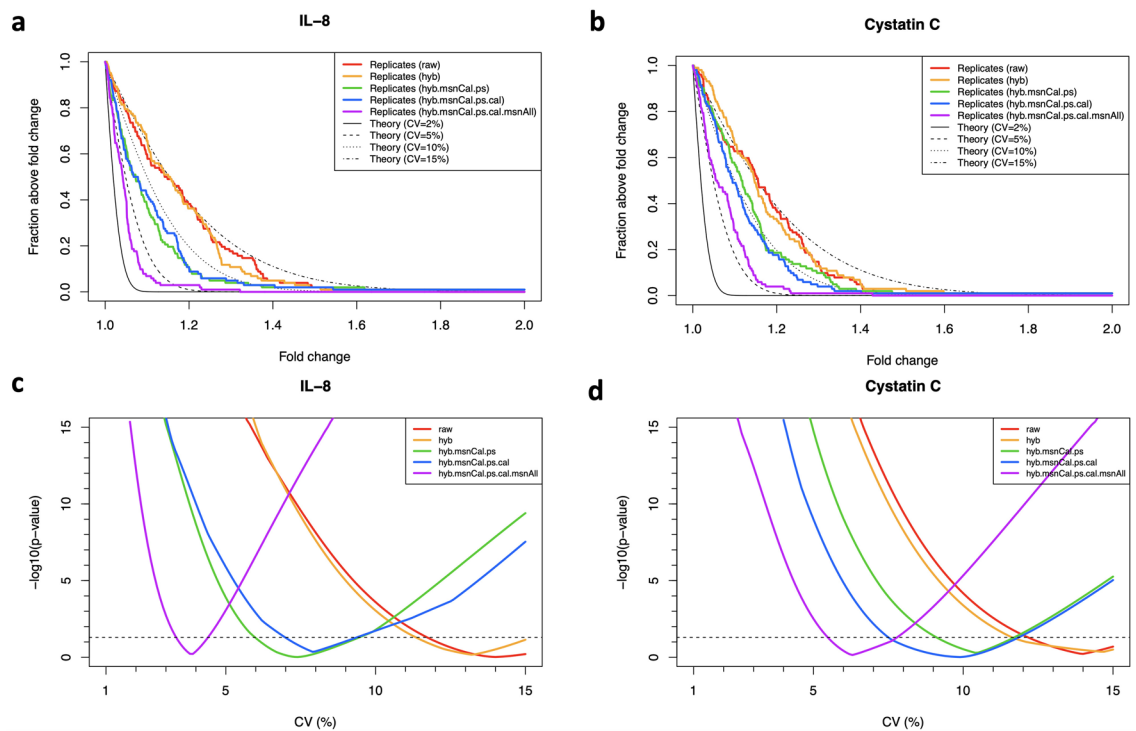 a
IL–8
Fraction above fold change
0.0
0.2
0.4
0.6
0.8
1.0
Replicates (raw)
Replicates (hyb)
Replicates (hyb.msnCal.ps)
Replicates (hyb.msnCal.ps.cal)
Replicates (hyb.msnCal.ps.cal.msnAll)
Theory (CV=2%)
Theory (CV=5%)
Theory (CV=10%)
Theory (CV=15%)
1.0 1.2 1.4 1.6 1.8 2.0
Fold change
b
Cystatin C
Fraction above fold change
0.0
0.2
0.4
0.6
0.8
1.0
Replicates (raw)
Replicates (hyb)
Replicates (hyb.msnCal.ps)
Replicates (hyb.msnCal.ps.cal)
Replicates (hyb.msnCal.ps.cal.msnAll)
Theory (CV=2%)
Theory (CV=5%)
Theory (CV=10%)
Theory (CV=15%)
1.0 1.2 1.4 1.6 1.8 2.0
Fold change
c
IL–8
–log10(p–value)
0
5
10
15
raw
hyb
hyb.msnCal.ps
hyb.msnCal.ps.cal
hyb.msnCal.ps.cal.msnAll
1 5 10 15
CV (%)
d
Cystatin C
–log10(p–value)
0
5
10
15
raw
hyb
hyb.msnCal.ps
hyb.msnCal.ps.cal
hyb.msnCal.ps.cal.msnAll
1 5 10 15
CV (%)